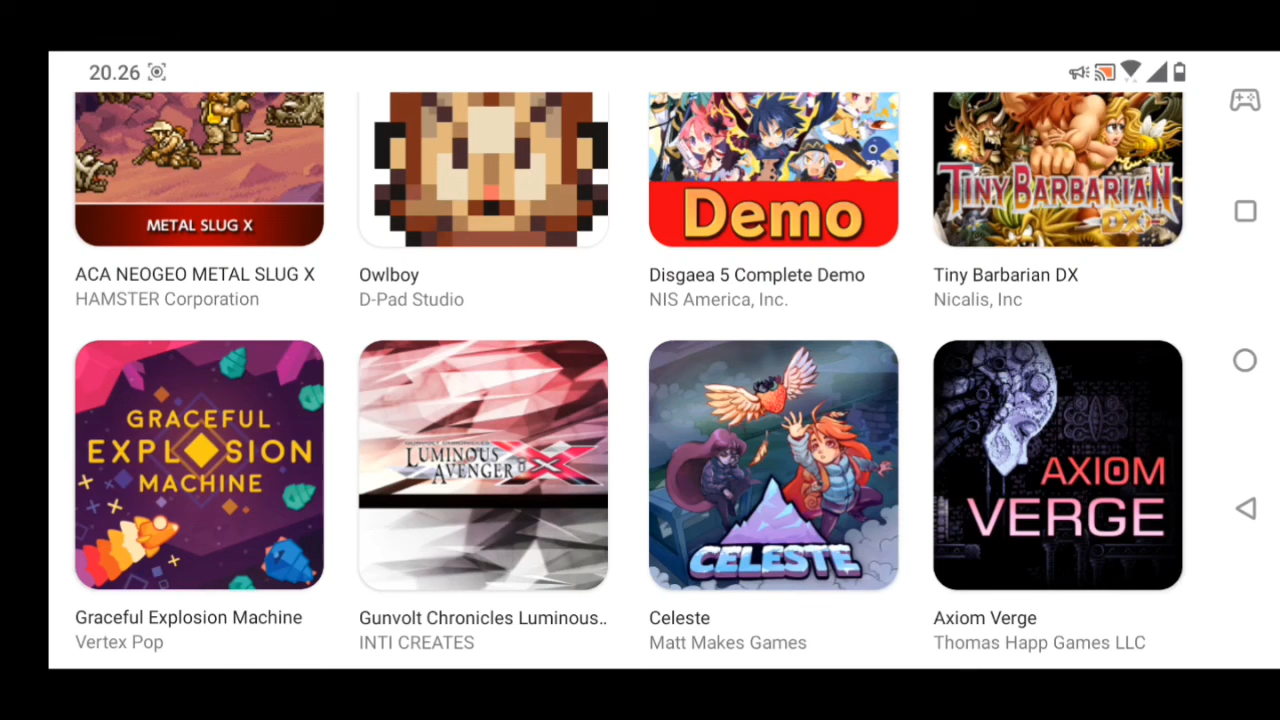 20.26
METAL SLUG X
Demo
TINY BARBARIAN
DX
ACA NEOGEO METAL SLUG X
HAMSTER Corporation
Owlboy
D-Pad Studio
Disgaea 5 Complete Demo
NIS America, Inc.
Tiny Barbarian DX
Nicalis, Inc
GRACEFUL
EXPLOSION
MACHINE
GUNVOLT CHRONICLES
LUMINOUS
AVENGER iX
CELESTE
AXIOM
VERGE
Graceful Explosion Machine
Vertex Pop
Gunvolt Chronicles Luminous..
INTI CREATES
Celeste
Matt Makes Games
Axiom Verge
Thomas Happ Games LLC